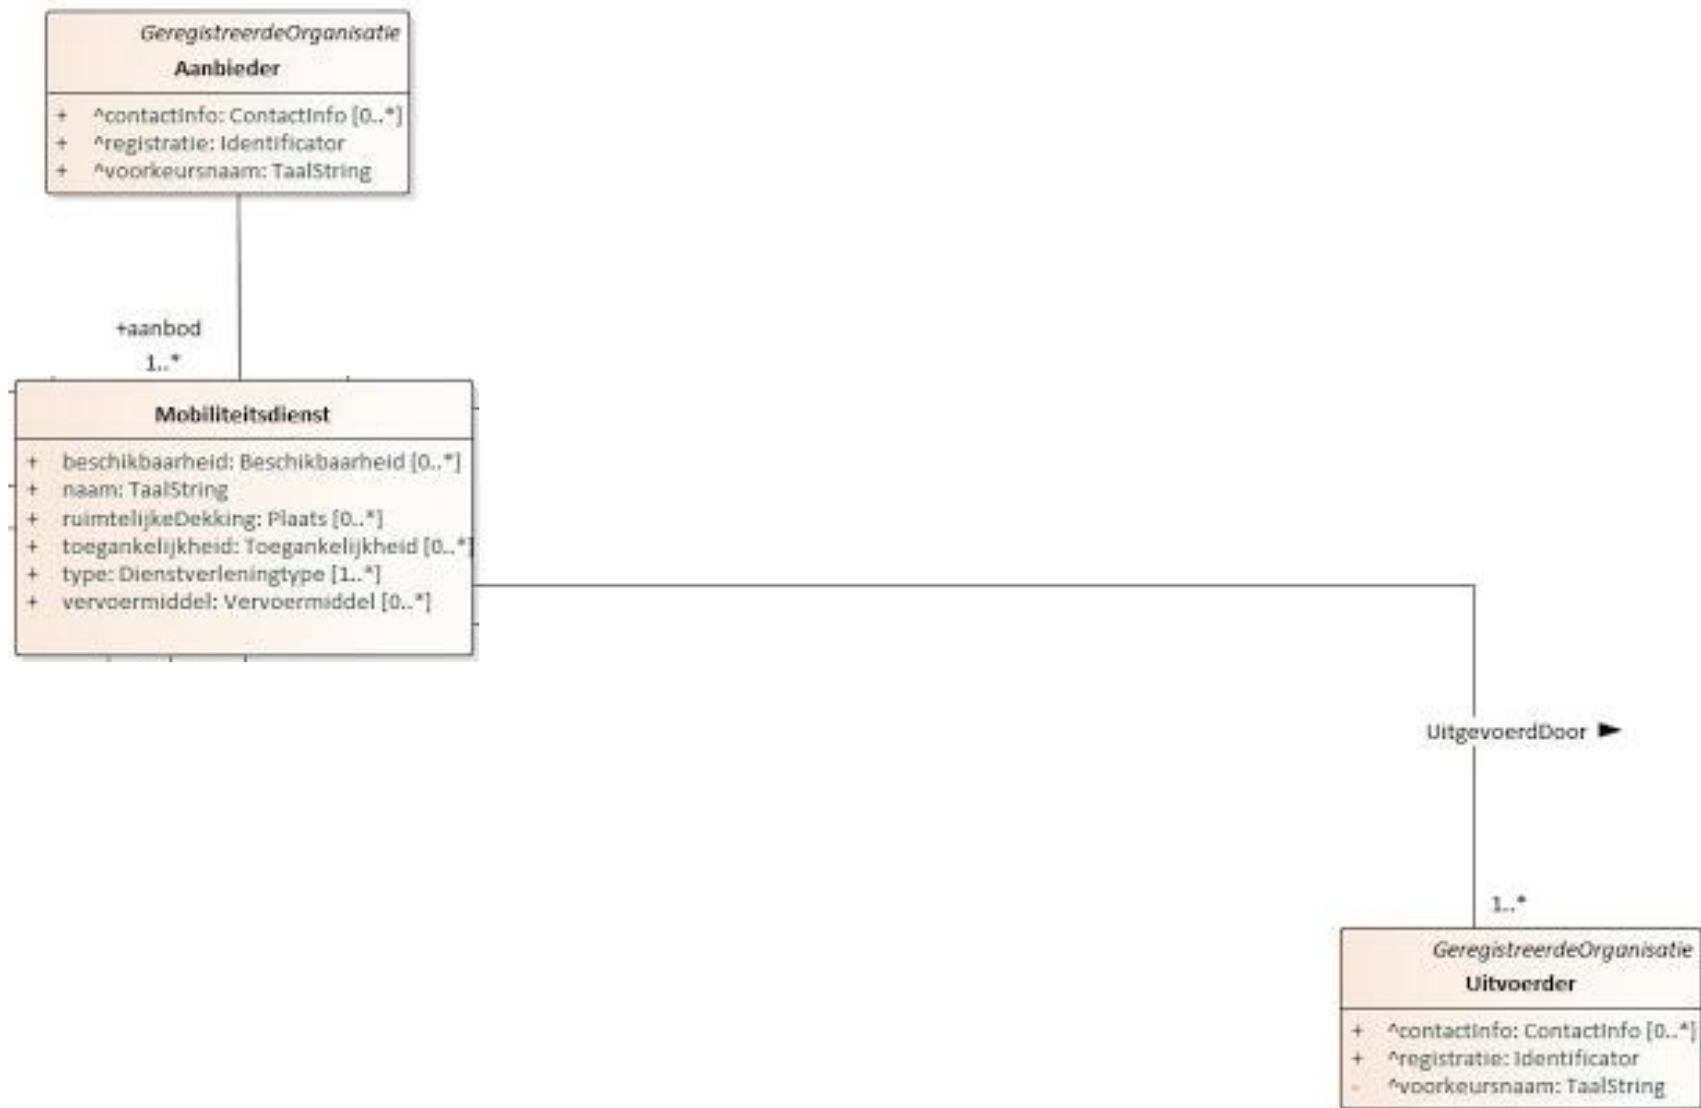 GeregistreerdeOrganisatie
Aanbieder
+ ^contactInfo: ContactInfo [0..*]
+ ^registratie: Identificator
+ ^voorkeursnaam: TaalString
+aanbod
1..*
Mobiliteitsdienst
+ beschikbaarheid: Beschikbaarheid [0..*]
+ naam: TaalString
+ ruimtelijkeDekking: Plaats [0..*]
+ toegankelijkheid: Toegankelijkheid [0..*]
+ type: Dienstverleningtype [1..*]
+ vervoermiddel: Vervoermiddel [0..*]
UitgevoerdDoor ►
1..*
GeregistreerdeOrganisatie
Uitvoerder
+ ^contactInfo: ContactInfo [0..*]
+ ^registratie: Identificator
- ^voorkeursnaam: TaalString